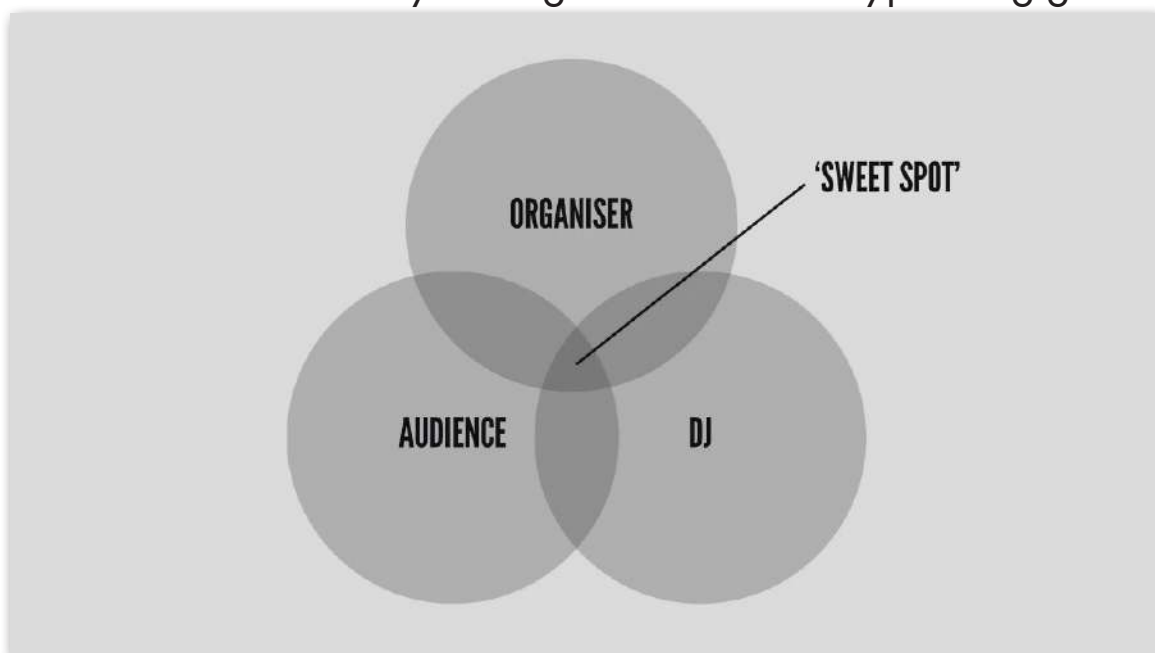 ORGANISER
‘SWEET SPOT’
AUDIENCE
DJ